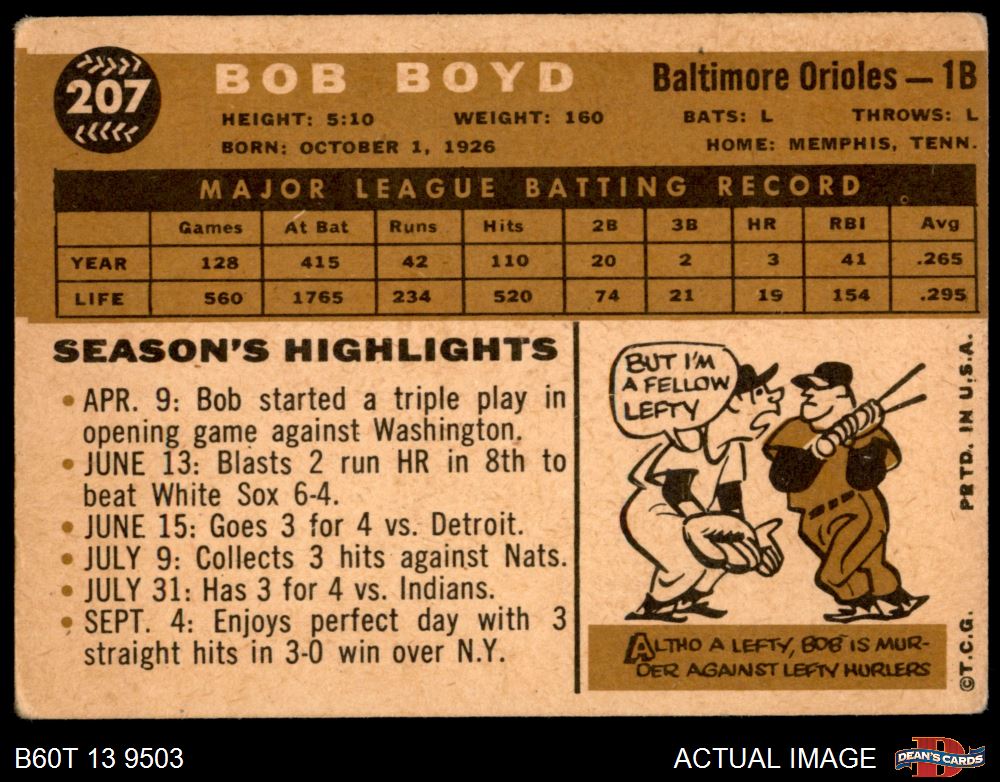 207
BOB BOYD
Baltimore Orioles — 1B
HEIGHT: 5:10 WEIGHT: 160 BATS: L THROWS: L
BORN: OCTOBER 1, 1926 HOME: MEMPHIS, TENN.
MAJOR LEAGUE BATTING RECORD
Games At Bat Runs Hits 2B 3B HR RBI Avg
YEAR 128 415 42 110 20 2 3 41 .265
LIFE 560 1765 234 520 74 21 19 154 .295
SEASON'S HIGHLIGHTS
• APR. 9: Bob started a triple play in
opening game against Washington.
• JUNE 13: Blasts 2 run HR in 8th to
beat White Sox 6-4.
• JUNE 15: Goes 3 for 4 vs. Detroit.
• JULY 9: Collects 3 hits against Nats.
• JULY 31: Has 3 for 4 vs. Indians.
• SEPT. 4: Enjoys perfect day with 3
straight hits in 3-0 win over N.Y.
BUT I'M
A FELLOW
LEFTY
ALTHO A LEFTY, BOB IS MUR-
DER AGAINST LEFTY HURLERS
©T.C.G. PRTD. IN U.S.A.
B60T 13 9503
ACTUAL IMAGE
D
DEAN'S CARDS